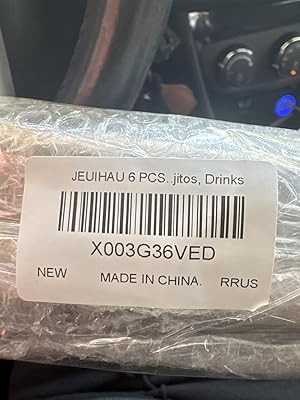 JEUIHAU 6 PCS..jitos, Drinks
X003G36VED
NEW MADE IN CHINA. RRUS